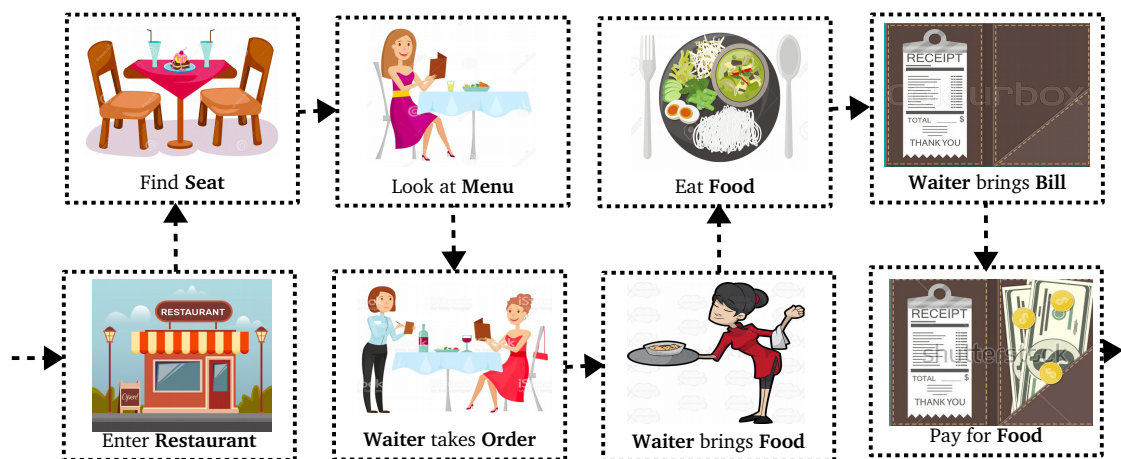 Find Seat
Look at Menu
Eat Food
RECEIPT
TOTAL $
THANK YOU
Waiter brings Bill
RESTAURANT
Open!
Enter Restaurant
Waiter takes Order
Waiter brings Food
RECEIPT
TOTAL $
THANK YOU
shutterstock
Pay for Food